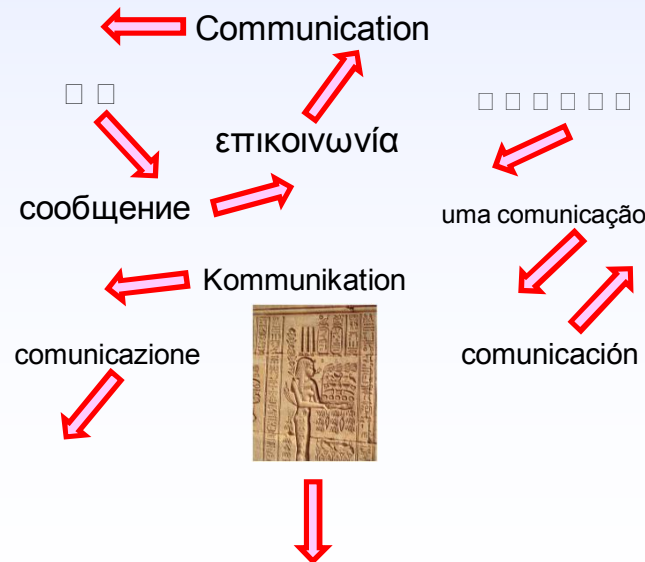 Communication
επικοινωνία
сообщение
uma comunicação
Kommunikation
comunicazione
comunicación